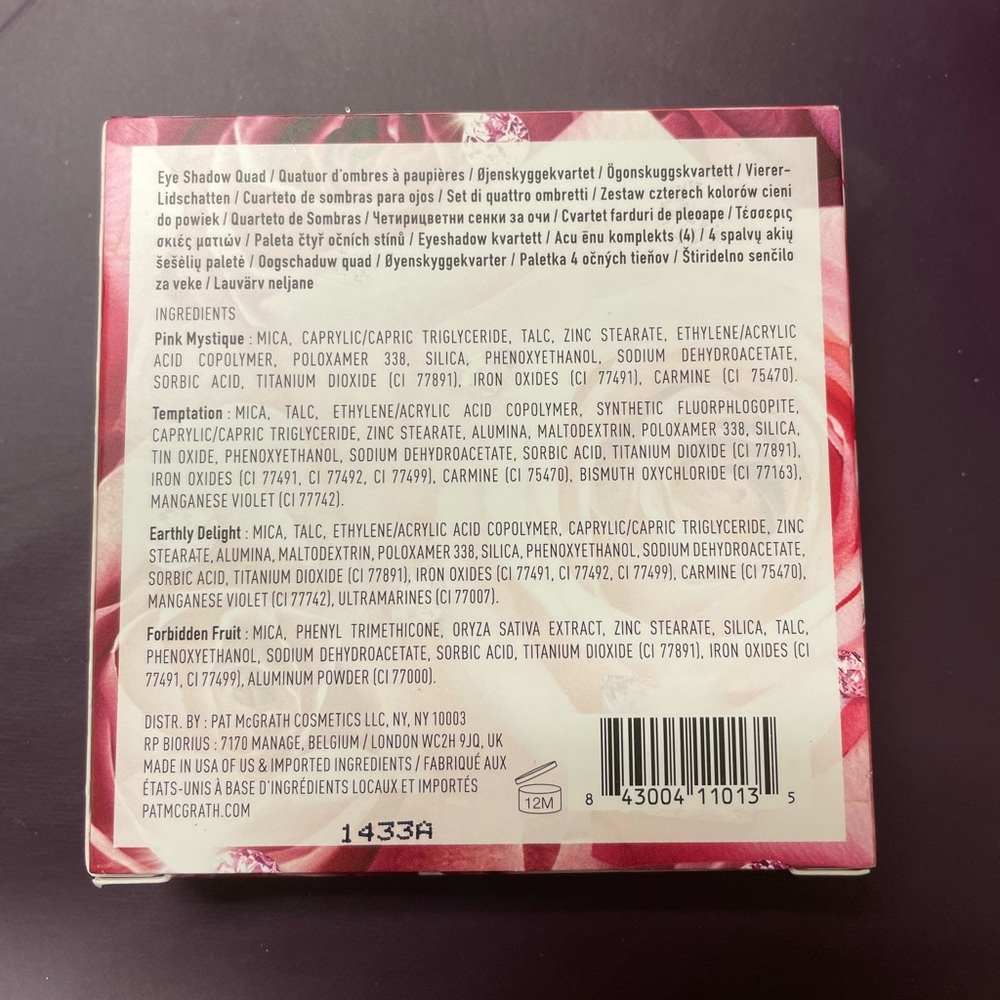 Eye Shadow Quad / Quatuor d'ombres à paupières / Øjenskyggekvartet / Ögonskuggskvartett / Vierer-
Lidschatten / Cuarteto de sombras para ojos / Set di quattro ombretti / Zestaw czterech kolorów cieni
do powiek / Quarteto de Sombras / Четирицветни сенки за очи / Cvartet farduri de pleoape / Τέσσερις
σκιές ματιών / Paleta čtyř očních stínů / Eyeshadow kvartett / Acu ēnu komplekts (4) / 4 spalvų akių
šešėlių paletė / Oogschaduw quad / Øyenskyggekvarter / Paletka 4 očných tieňov / Štiridelno senčilo
za veke / Lauvärv neljane
INGREDIENTS
Pink Mystique : MICA, CAPRYLIC/CAPRIC TRIGLYCERIDE, TALC, ZINC STEARATE, ETHYLENE/ACRYLIC
ACID COPOLYMER, POLOXAMER 338, SILICA, PHENOXYETHANOL, SODIUM DEHYDROACETATE,
SORBIC ACID, TITANIUM DIOXIDE (CI 77891), IRON OXIDES (CI 77491), CARMINE (CI 75470).
Temptation : MICA, TALC, ETHYLENE/ACRYLIC ACID COPOLYMER, SYNTHETIC FLUORPHLOGOPITE,
CAPRYLIC/CAPRIC TRIGLYCERIDE, ZINC STEARATE, ALUMINA, MALTODEXTRIN, POLOXAMER 338, SILICA,
TIN OXIDE, PHENOXYETHANOL, SODIUM DEHYDROACETATE, SORBIC ACID, TITANIUM DIOXIDE (CI 77891),
IRON OXIDES (CI 77491, CI 77492, CI 77499), CARMINE (CI 75470), BISMUTH OXYCHLORIDE (CI 77163),
MANGANESE VIOLET (CI 77742).
Earthly Delight : MICA, TALC, ETHYLENE/ACRYLIC ACID COPOLYMER, CAPRYLIC/CAPRIC TRIGLYCERIDE, ZINC
STEARATE, ALUMINA, MALTODEXTRIN, POLOXAMER 338, SILICA, PHENOXYETHANOL, SODIUM DEHYDROACETATE,
SORBIC ACID, TITANIUM DIOXIDE (CI 77891), IRON OXIDES (CI 77491, CI 77492, CI 77499), CARMINE (CI 75470),
MANGANESE VIOLET (CI 77742), ULTRAMARINES (CI 77007).
Forbidden Fruit : MICA, PHENYL TRIMETHICONE, ORYZA SATIVA EXTRACT, ZINC STEARATE, SILICA, TALC,
PHENOXYETHANOL, SODIUM DEHYDROACETATE, SORBIC ACID, TITANIUM DIOXIDE (CI 77891), IRON OXIDES (CI
77491, CI 77499), ALUMINUM POWDER (CI 77000).
DISTR. BY : PAT McGRATH COSMETICS LLC, NY, NY 10003
RP BIORIUS : 7170 MANAGE, BELGIUM / LONDON WC2H 9JQ, UK
MADE IN USA OF US & IMPORTED INGREDIENTS / FABRIQUÉ AUX
ÉTATS-UNIS À BASE D'INGRÉDIENTS LOCAUX ET IMPORTÉS
PATMCGRATH.COM
12M
8 43004 11013 5
1433A